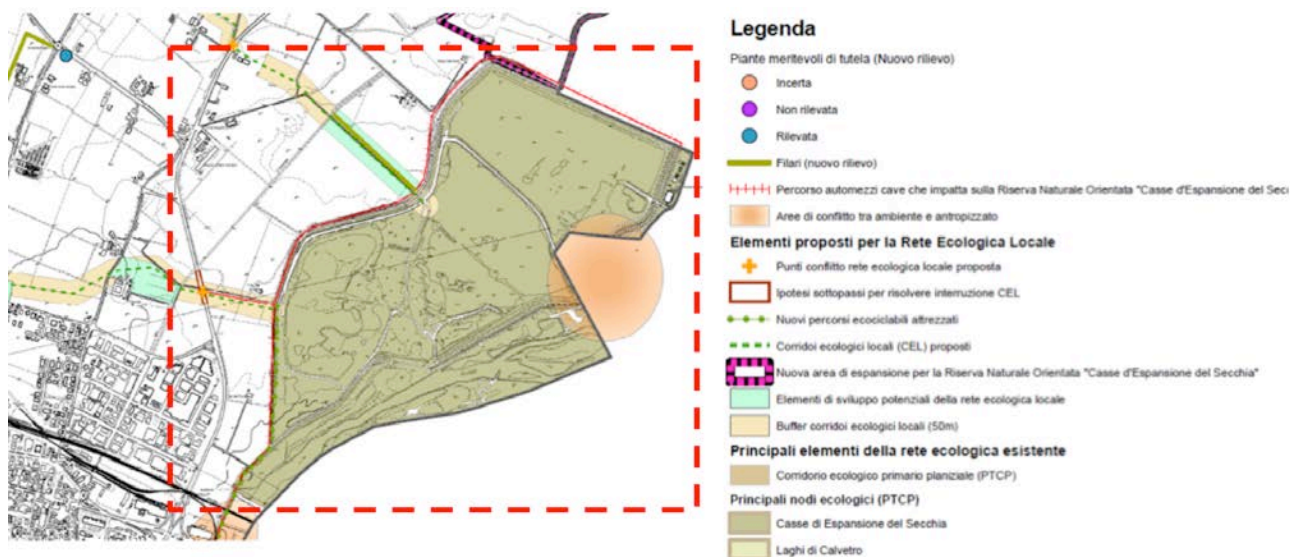 Legenda
Piante meritevoli di tutela (Nuovo rilievo)
Incerta
Non rilevata
Rilevata
Filari (nuovo rilievo)
Percorso automezzi cave che impatta sulla Riserva Naturale Orientata "Casse d'Espansione del Sec
Aree di conflitto tra ambiente e antropizzato
Elementi proposti per la Rete Ecologica Locale
Punti conflitto rete ecologica locale proposta
Ipotesi sottopassi per risolvere interruzione CEL
Nuovi percorsi ecociclabili attrezzati
Corridoi ecologici locali (CEL) proposti
Nuova area di espansione per la Riserva Naturale Orientata "Casse d'Espansione del Secchia"
Elementi di sviluppo potenziali della rete ecologica locale
Buffer corridoi ecologici locali (50m)
Principali elementi della rete ecologica esistente
Corridorio ecologico primario planiziale (PTCP)
Principali nodi ecologici (PTCP)
Casse di Espansione del Secchia
Laghi di Calvetro